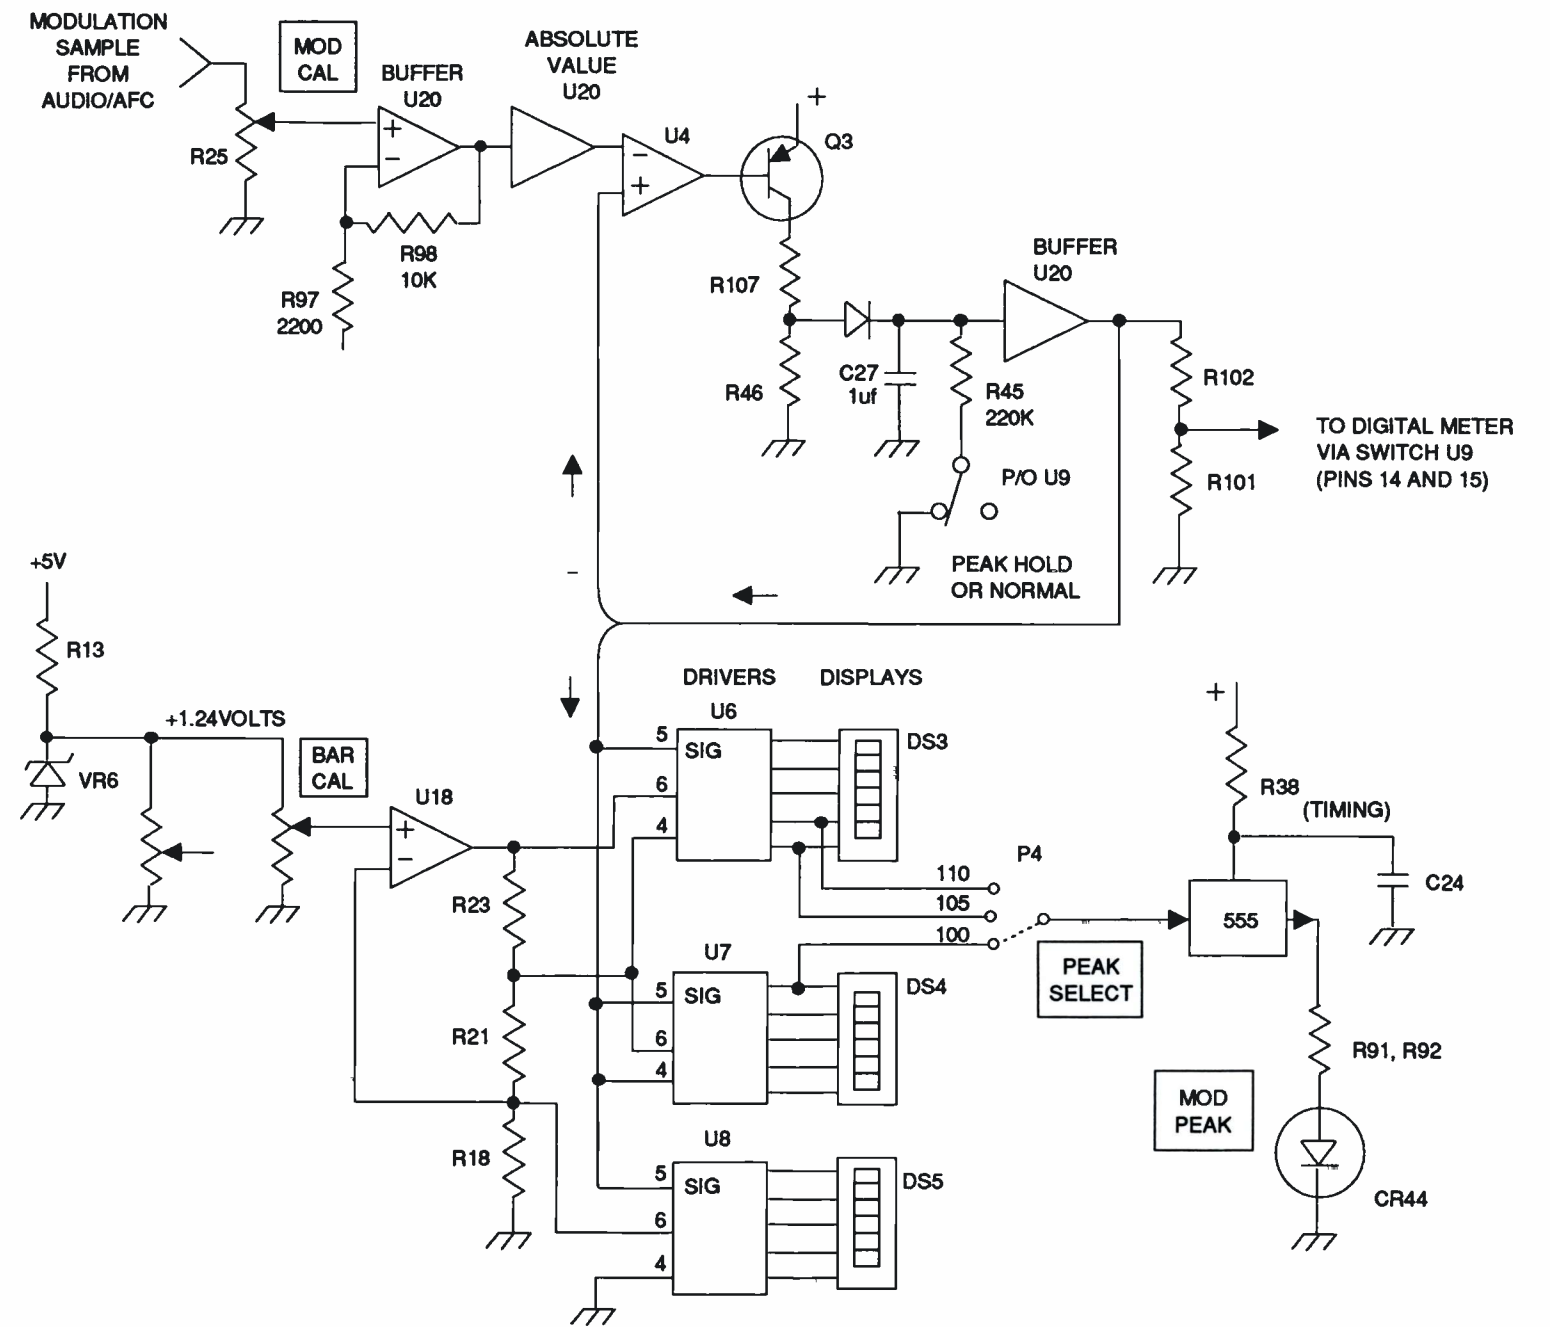 MODULATION
SAMPLE
FROM
AUDIO/AFC
MOD
CAL
BUFFER
U20
ABSOLUTE
VALUE
U20
U4
+
Q3
R25
+
−
−
+
R98
10K
R97
2200
R107
BUFFER
U20
R46
C27
1uf
R45
220K
R102
R101
TO DIGITAL METER
VIA SWITCH U9
(PINS 14 AND 15)
P/O U9
PEAK HOLD
OR NORMAL
−
+5V
R13
+1.24VOLTS
VR6
BAR
CAL
U18
+
−
R23
R21
R18
DRIVERS
DISPLAYS
U6
5
SIG
6
4
DS3
110
105
100
P4
U7
5
SIG
6
4
DS4
U8
5
SIG
6
4
DS5
PEAK
SELECT
+
R38
(TIMING)
C24
555
R91, R92
MOD
PEAK
CR44